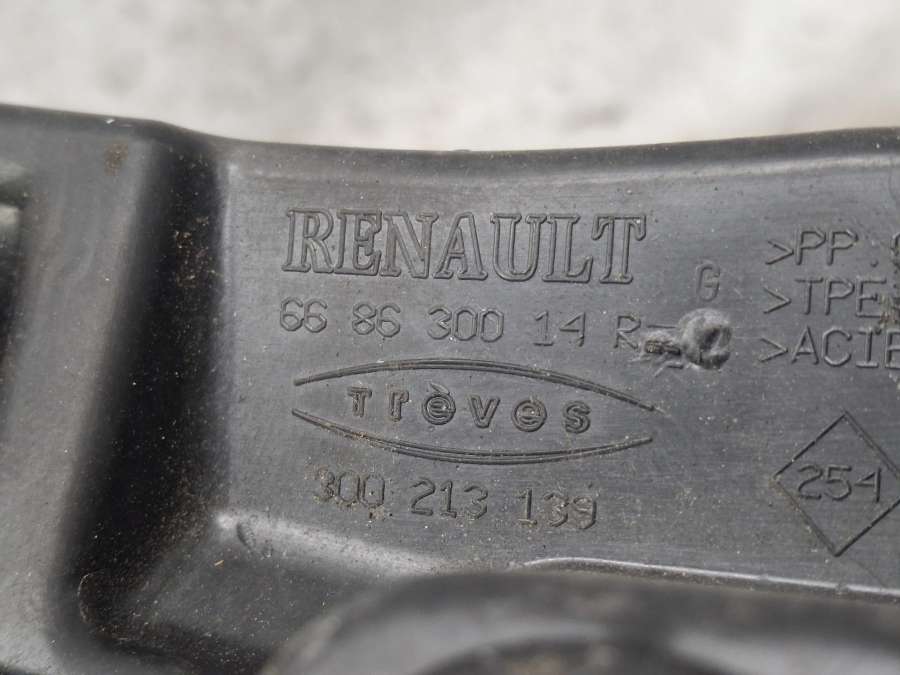 RENAULT
G
66 86 300 14 R
Trèves
300 213 139
>PP
>TPE
>ACIE
254